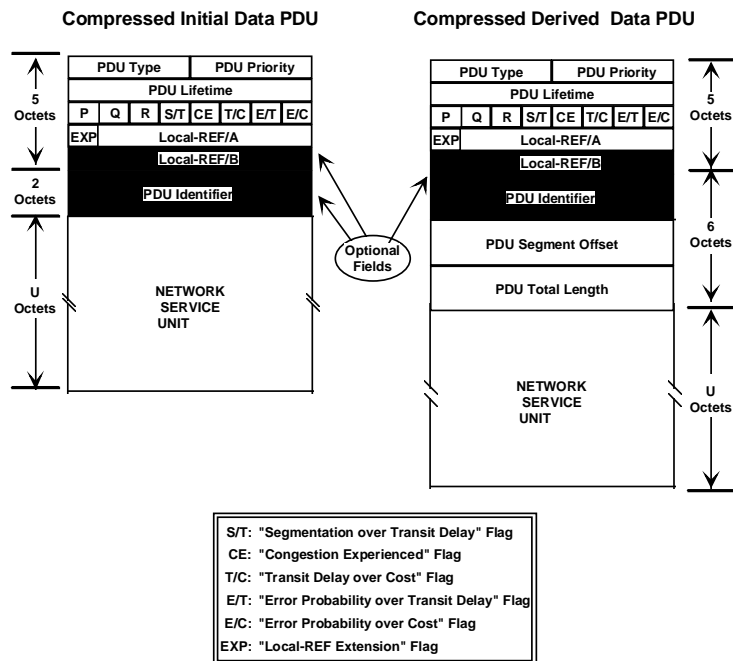 Compressed Initial Data PDU
PDU Type PDU Priority
PDU Lifetime
P Q R S/T CE T/C E/T E/C
EXP Local-REF/A
Local-REF/B
PDU Identifier
NETWORK
SERVICE
UNIT
5
Octets
2
Octets
U
Octets
Optional
Fields
Compressed Derived Data PDU
PDU Type PDU Priority
PDU Lifetime
P Q R S/T CE T/C E/T E/C
EXP Local-REF/A
Local-REF/B
PDU Identifier
PDU Segment Offset
PDU Total Length
NETWORK
SERVICE
UNIT
5
Octets
6
Octets
U
Octets
S/T: "Segmentation over Transit Delay" Flag
CE: "Congestion Experienced" Flag
T/C: "Transit Delay over Cost" Flag
E/T: "Error Probability over Transit Delay" Flag
E/C: "Error Probability over Cost" Flag
EXP: "Local-REF Extension" Flag